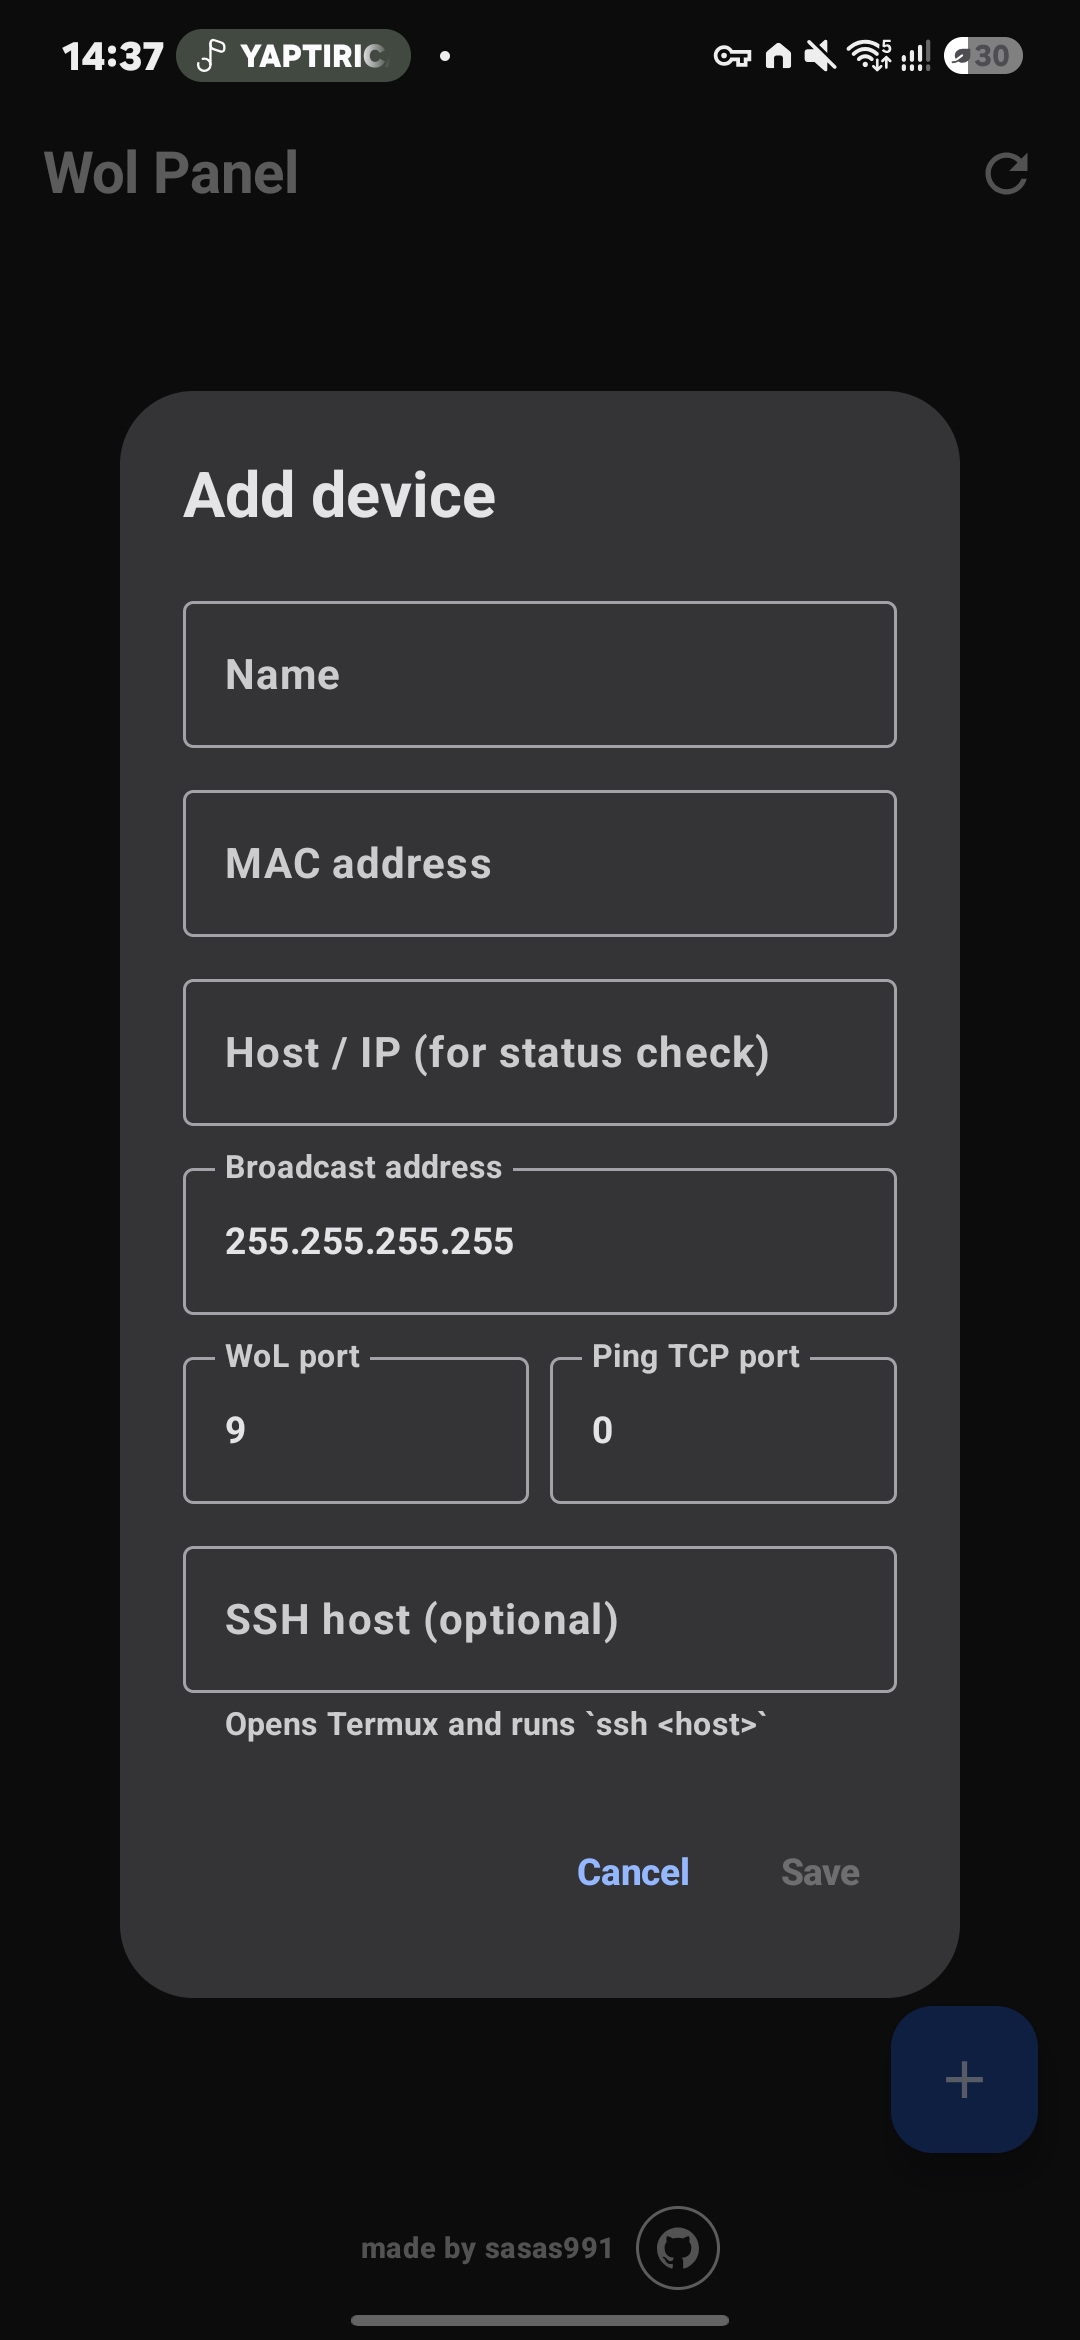 14:37 YAPTIRIC 5 30
Wol Panel
Add device
Name
MAC address
Host / IP (for status check)
Broadcast address
255.255.255.255
WoL port Ping TCP port
9 0
SSH host (optional)
Opens Termux and runs `ssh <host>`
Cancel Save
made by sasas991